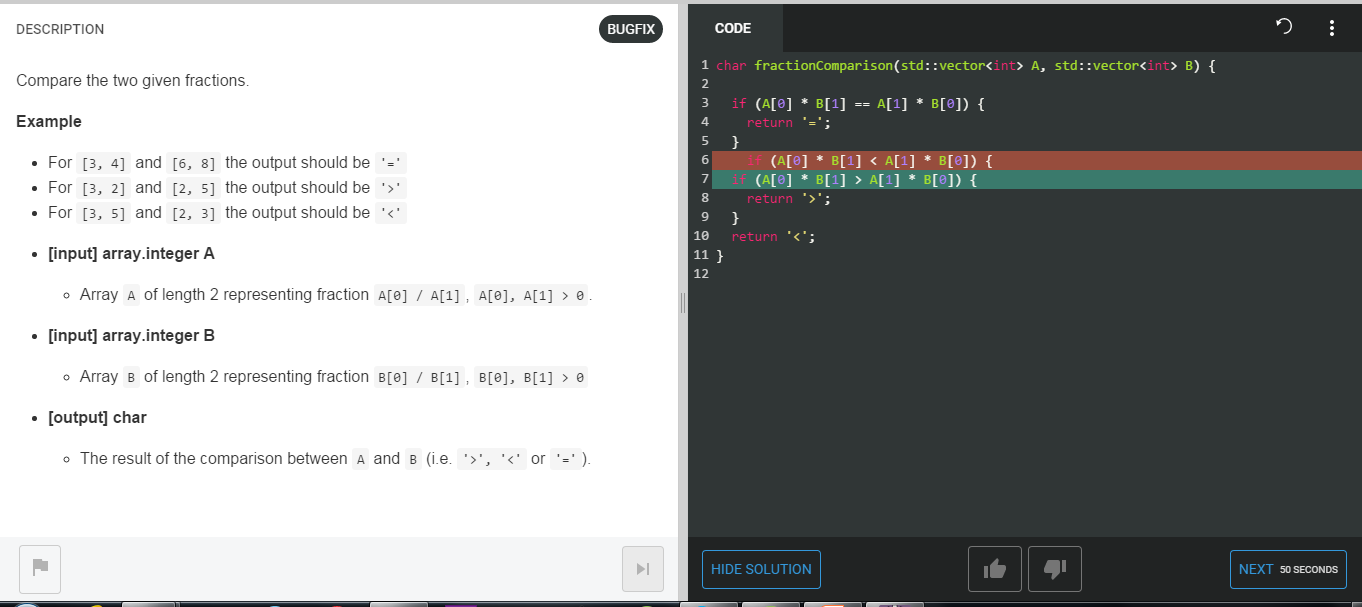 DESCRIPTION
BUGFIX
Compare the two given fractions.
Example
• For [3, 4] and [6, 8] the output should be '='
• For [3, 2] and [2, 5] the output should be '>'
• For [3, 5] and [2, 3] the output should be '<'
• [input] array.integer A
◦ Array A of length 2 representing fraction A[0] / A[1] , A[0], A[1] > 0 .
• [input] array.integer B
◦ Array B of length 2 representing fraction B[0] / B[1] , B[0], B[1] > 0
• [output] char
◦ The result of the comparison between A and B (i.e. '>', '<' or '=' ).
CODE
1 char fractionComparison(std::vector<int> A, std::vector<int> B) {
2
3 if (A[0] * B[1] == A[1] * B[0]) {
4 return '=';
5 }
6 if (A[0] * B[1] < A[1] * B[0]) {
7 if (A[0] * B[1] > A[1] * B[0]) {
8 return '>';
9 }
10 return '<';
11 }
12
HIDE SOLUTION
NEXT 50 SECONDS